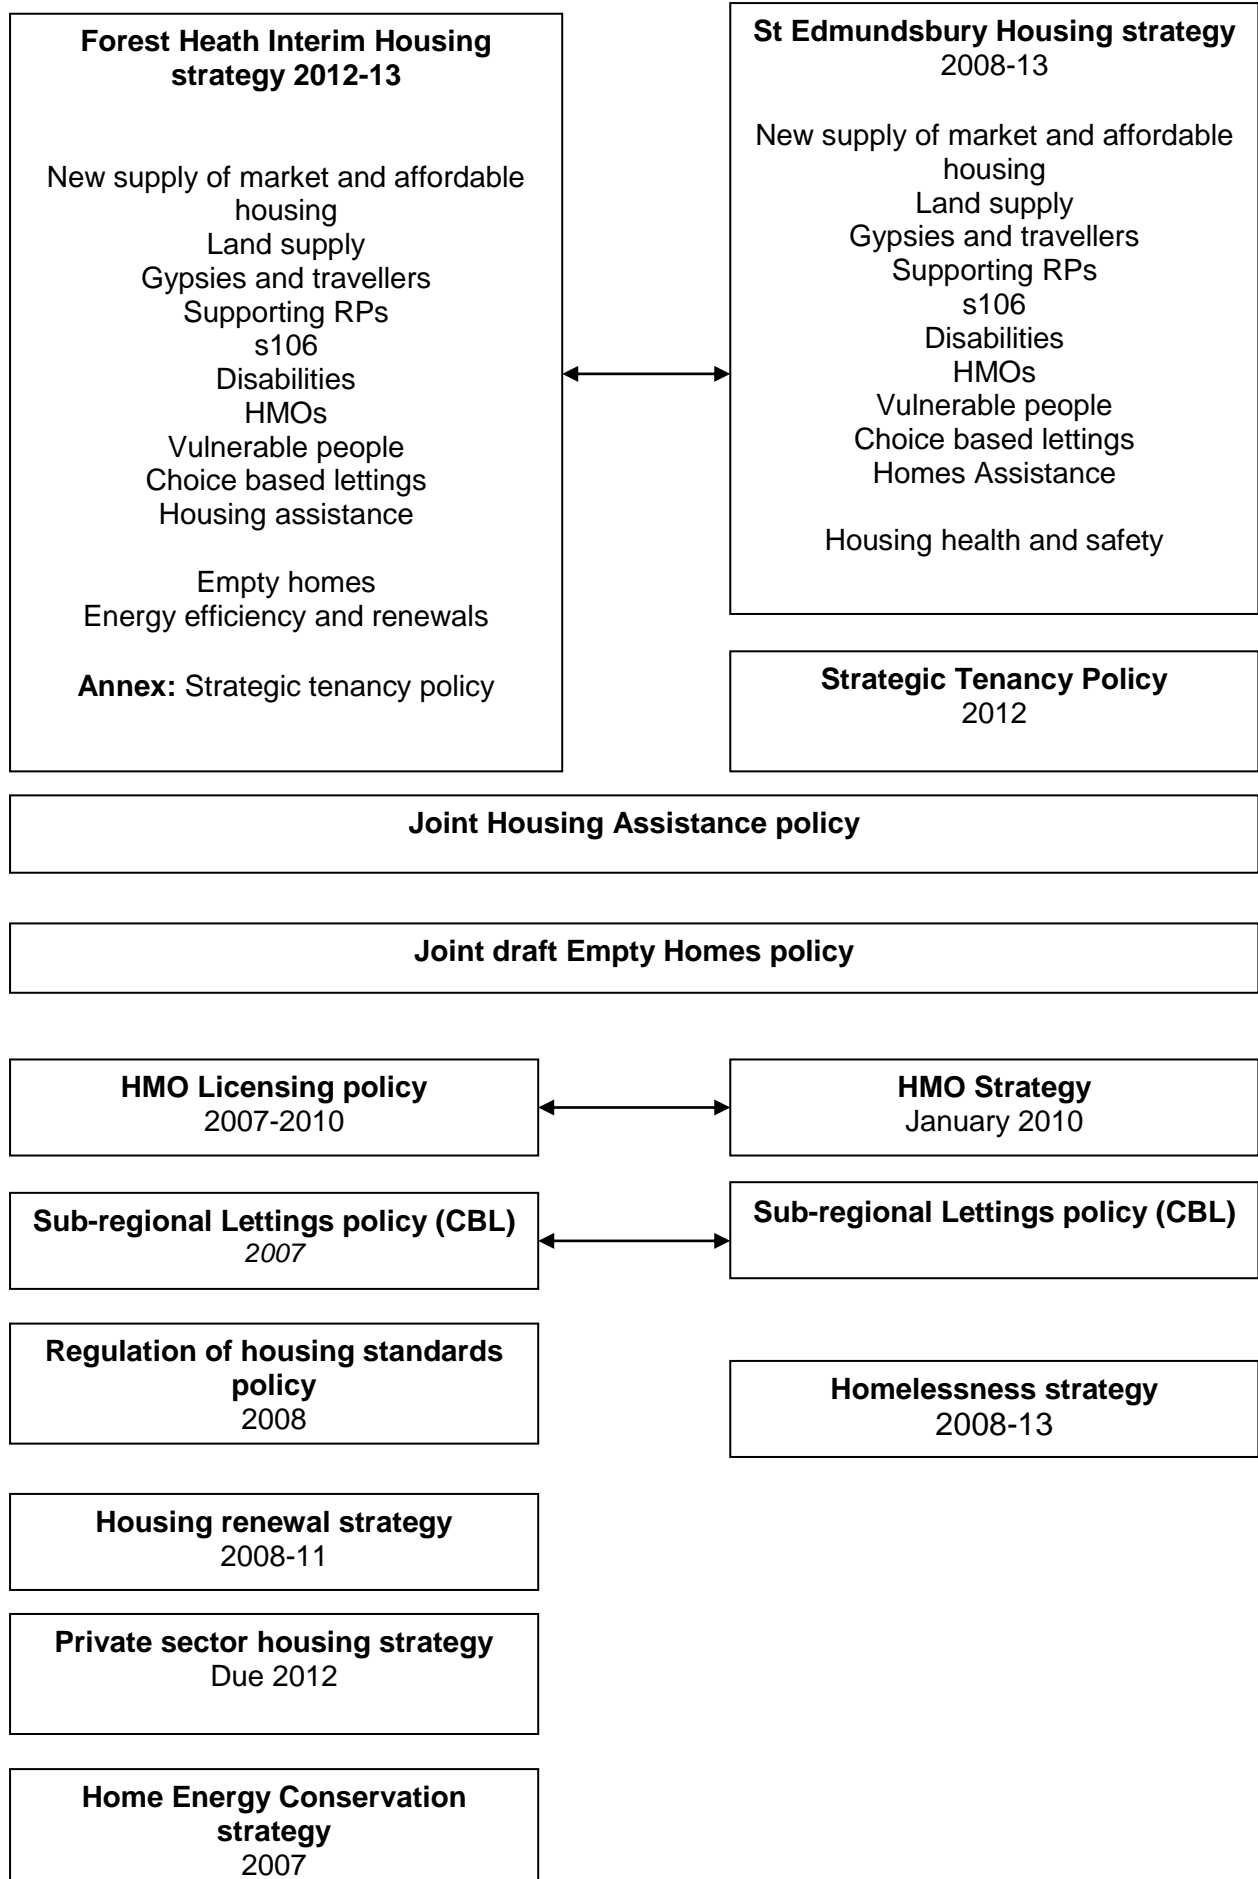 Forest Heath Interim Housing
strategy 2012-13
New supply of market and affordable
housing
Land supply
Gypsies and travellers
Supporting RPs
s106
Disabilities
HMOs
Vulnerable people
Choice based lettings
Housing assistance
Empty homes
Energy efficiency and renewals
Annex: Strategic tenancy policy
St Edmundsbury Housing strategy
2008-13
New supply of market and affordable
housing
Land supply
Gypsies and travellers
Supporting RPs
s106
Disabilities
HMOs
Vulnerable people
Choice based lettings
Homes Assistance
Housing health and safety
Strategic Tenancy Policy
2012
Joint Housing Assistance policy
Joint draft Empty Homes policy
HMO Licensing policy
2007-2010
HMO Strategy
January 2010
Sub-regional Lettings policy (CBL)
2007
Sub-regional Lettings policy (CBL)
Regulation of housing standards
policy
2008
Homelessness strategy
2008-13
Housing renewal strategy
2008-11
Private sector housing strategy
Due 2012
Home Energy Conservation
strategy
2007